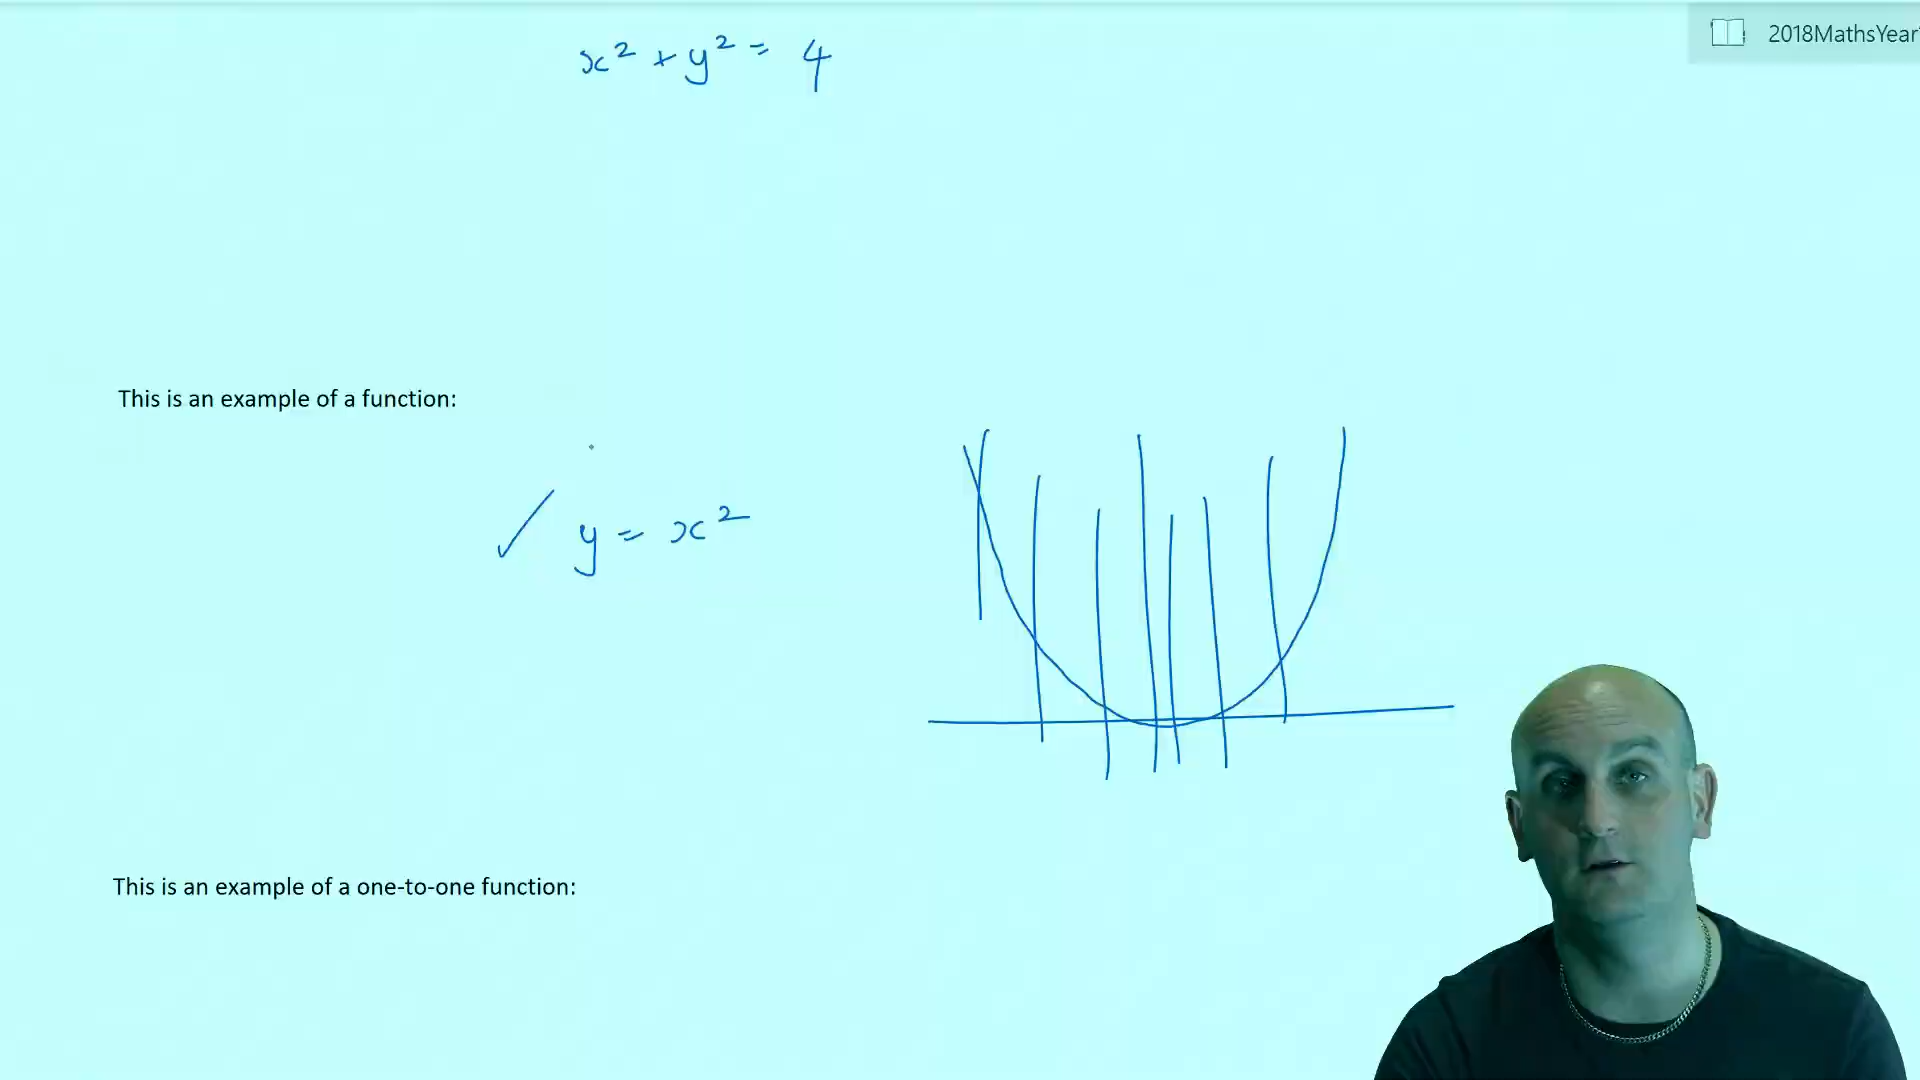 x² + y² = 4
2018MathsYear
This is an example of a function:
✓ y = x²
This is an example of a one-to-one function: